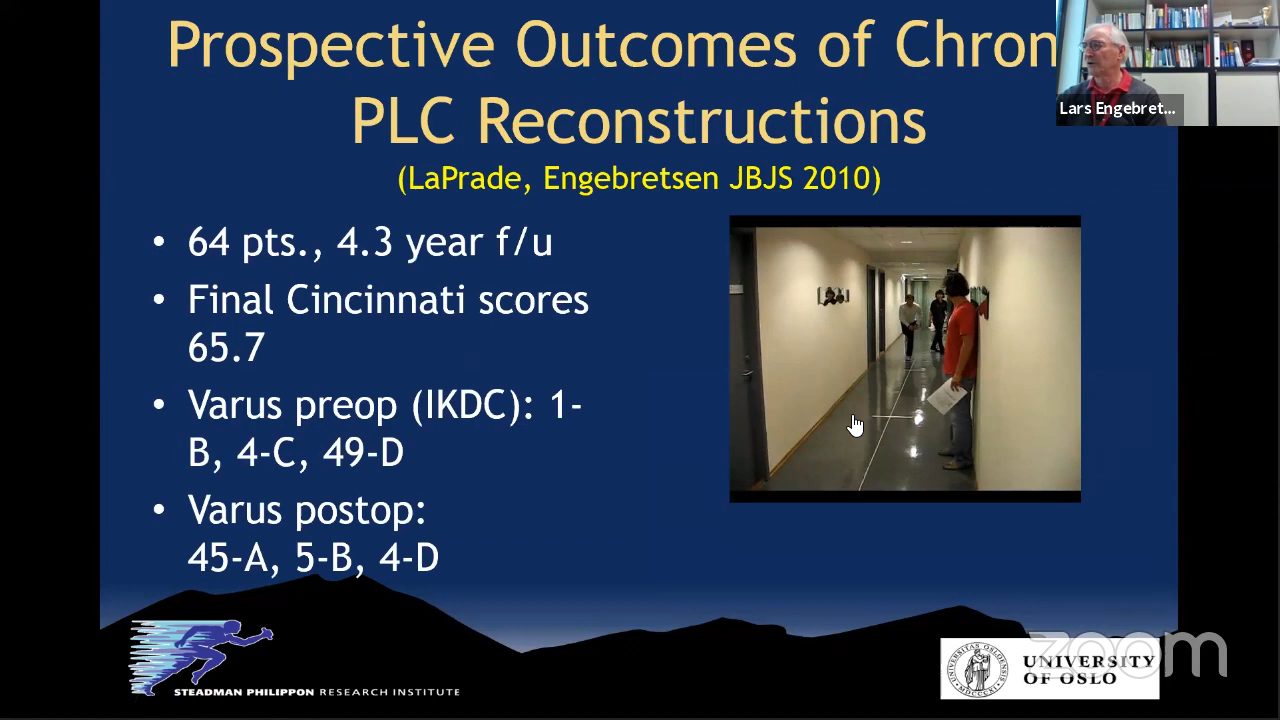 Prospective Outcomes of Chron
PLC Reconstructions
(LaPrade, Engebretsen JBJS 2010)
• 64 pts., 4.3 year f/u
• Final Cincinnati scores
65.7
• Varus preop (IKDC): 1-
B, 4-C, 49-D
• Varus postop:
45-A, 5-B, 4-D
Lars Engebret...
STEADMAN PHILIPPON RESEARCH INSTITUTE
UNIVERSITY
OF OSLO
zoom